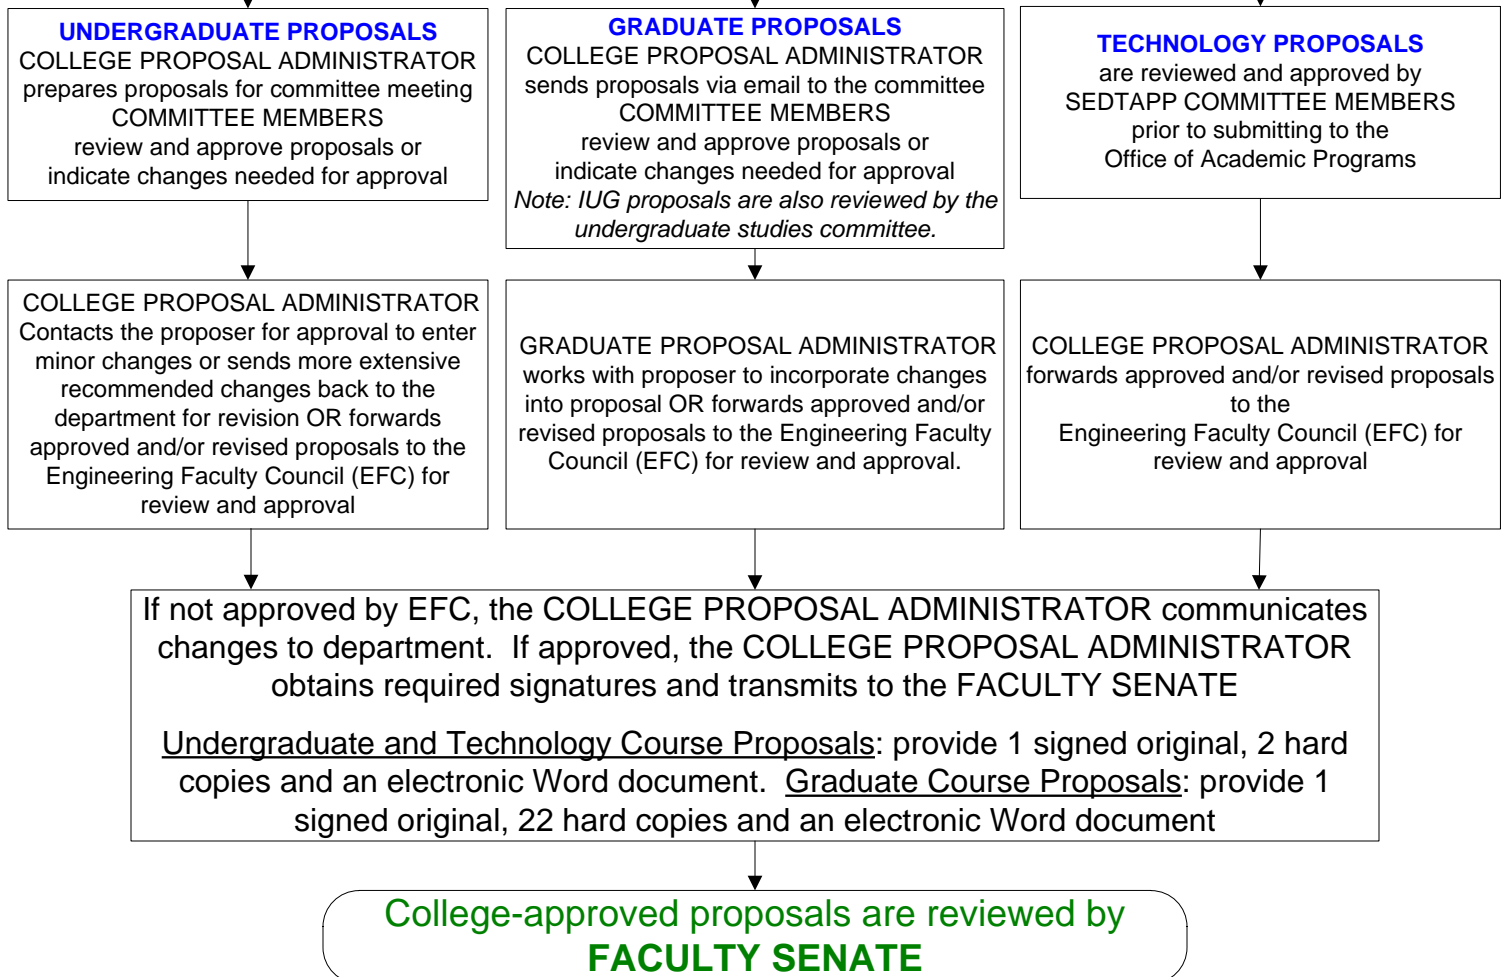 UNDERGRADUATE PROPOSALS
COLLEGE PROPOSAL ADMINISTRATOR
prepares proposals for committee meeting
COMMITTEE MEMBERS
review and approve proposals or
indicate changes needed for approval
GRADUATE PROPOSALS
COLLEGE PROPOSAL ADMINISTRATOR
sends proposals via email to the committee
COMMITTEE MEMBERS
review and approve proposals or
indicate changes needed for approval
Note: IUG proposals are also reviewed by the
undergraduate studies committee.
TECHNOLOGY PROPOSALS
are reviewed and approved by
SEDTAPP COMMITTEE MEMBERS
prior to submitting to the
Office of Academic Programs
COLLEGE PROPOSAL ADMINISTRATOR
Contacts the proposer for approval to enter
minor changes or sends more extensive
recommended changes back to the
department for revision OR forwards
approved and/or revised proposals to the
Engineering Faculty Council (EFC) for
review and approval
GRADUATE PROPOSAL ADMINISTRATOR
works with proposer to incorporate changes
into proposal OR forwards approved and/or
revised proposals to the Engineering Faculty
Council (EFC) for review and approval.
COLLEGE PROPOSAL ADMINISTRATOR
forwards approved and/or revised proposals
to the
Engineering Faculty Council (EFC) for
review and approval
If not approved by EFC, the COLLEGE PROPOSAL ADMINISTRATOR communicates
changes to department.  If approved, the COLLEGE PROPOSAL ADMINISTRATOR
obtains required signatures and transmits to the FACULTY SENATE
Undergraduate and Technology Course Proposals: provide 1 signed original, 2 hard
copies and an electronic Word document.  Graduate Course Proposals: provide 1
signed original, 22 hard copies and an electronic Word document
College-approved proposals are reviewed by
FACULTY SENATE